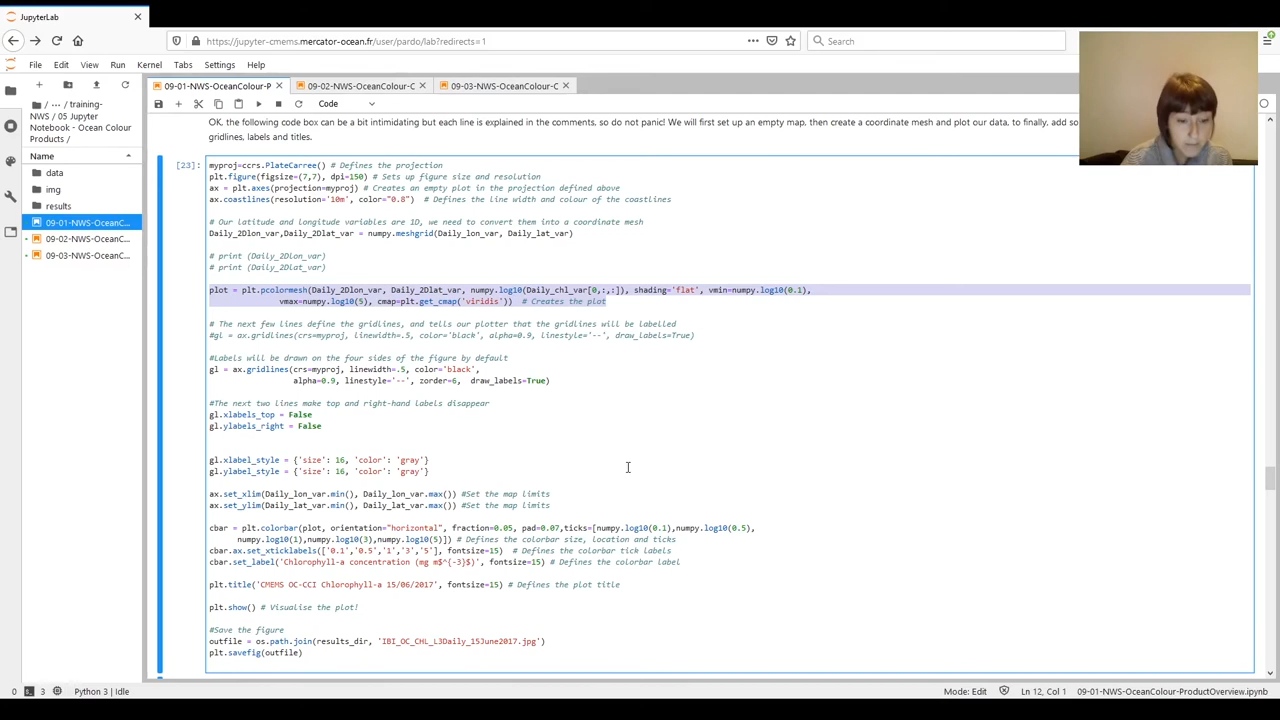 JupyterLab
https://jupyter-cmems.mercator-ocean.fr/user/pardo/lab?redirects=1
Search
File Edit View Run Kernel Tabs Settings Help
09-01-NWS-OceanColour-P
09-02-NWS-OceanColour-C
09-03-NWS-OceanColour-C
Code
/ ··· / training-
NWS / 05 Jupyter
Notebook - Ocean Colour
Products /
Name
data
img
results
09-01-NWS-OceanC...
09-02-NWS-OceanC...
09-03-NWS-OceanC...
OK, the following code box can be a bit intimidating but each line is explained in the comments, so do not panic! We will first set up an empty map, then create a coordinate mesh and plot our data, to finally, add so
gridlines, labels and titles.
[23]:
myproj=ccrs.PlateCarree() # Defines the projection
plt.figure(figsize=(7,7), dpi=150) # Sets up figure size and resolution
ax = plt.axes(projection=myproj) # Creates an empty plot in the projection defined above
ax.coastlines(resolution='10m', color="0.8")  # Defines the line width and colour of the coastlines
# Our latitude and longitude variables are 1D, we need to convert them into a coordinate mesh
Daily_2Dlon_var,Daily_2Dlat_var = numpy.meshgrid(Daily_lon_var, Daily_lat_var)
# print (Daily_2Dlon_var)
# print (Daily_2Dlat_var)
plot = plt.pcolormesh(Daily_2Dlon_var, Daily_2Dlat_var, numpy.log10(Daily_chl_var[0,:,:]), shading='flat', vmin=numpy.log10(0.1),
vmax=numpy.log10(5), cmap=plt.get_cmap('viridis'))  # Creates the plot
# The next few lines define the gridlines, and tells our plotter that the gridlines will be labelled
#gl = ax.gridlines(crs=myproj, linewidth=.5, color='black', alpha=0.9, linestyle='--', draw_labels=True)
#Labels will be drawn on the four sides of the figure by default
gl = ax.gridlines(crs=myproj, linewidth=.5, color='black',
alpha=0.9, linestyle='--', zorder=6,  draw_labels=True)
#The next two lines make top and right-hand labels disappear
gl.xlabels_top = False
gl.ylabels_right = False
gl.xlabel_style = {'size': 16, 'color': 'gray'}
gl.ylabel_style = {'size': 16, 'color': 'gray'}
ax.set_xlim(Daily_lon_var.min(), Daily_lon_var.max()) #Set the map limits
ax.set_ylim(Daily_lat_var.min(), Daily_lat_var.max()) #Set the map limits
cbar = plt.colorbar(plot, orientation="horizontal", fraction=0.05, pad=0.07,ticks=[numpy.log10(0.1),numpy.log10(0.5),
numpy.log10(1),numpy.log10(3),numpy.log10(5)]) # Defines the colorbar size, location and ticks
cbar.ax.set_xticklabels(['0.1','0.5','1','3','5'], fontsize=15)  # Defines the colorbar tick labels
cbar.set_label('Chlorophyll-a concentration (mg m$^{-3}$)', fontsize=15) # Defines the colorbar label
plt.title('CMEMS OC-CCI Chlorophyll-a 15/06/2017', fontsize=15) # Defines the plot title
plt.show() # Visualise the plot!
#Save the figure
outfile = os.path.join(results_dir, 'IBI_OC_CHL_L3Daily_15June2017.jpg')
plt.savefig(outfile)
0 3 Python 3 | Idle
Mode: Edit Ln 12, Col 1 09-01-NWS-OceanColour-ProductOverview.ipynb